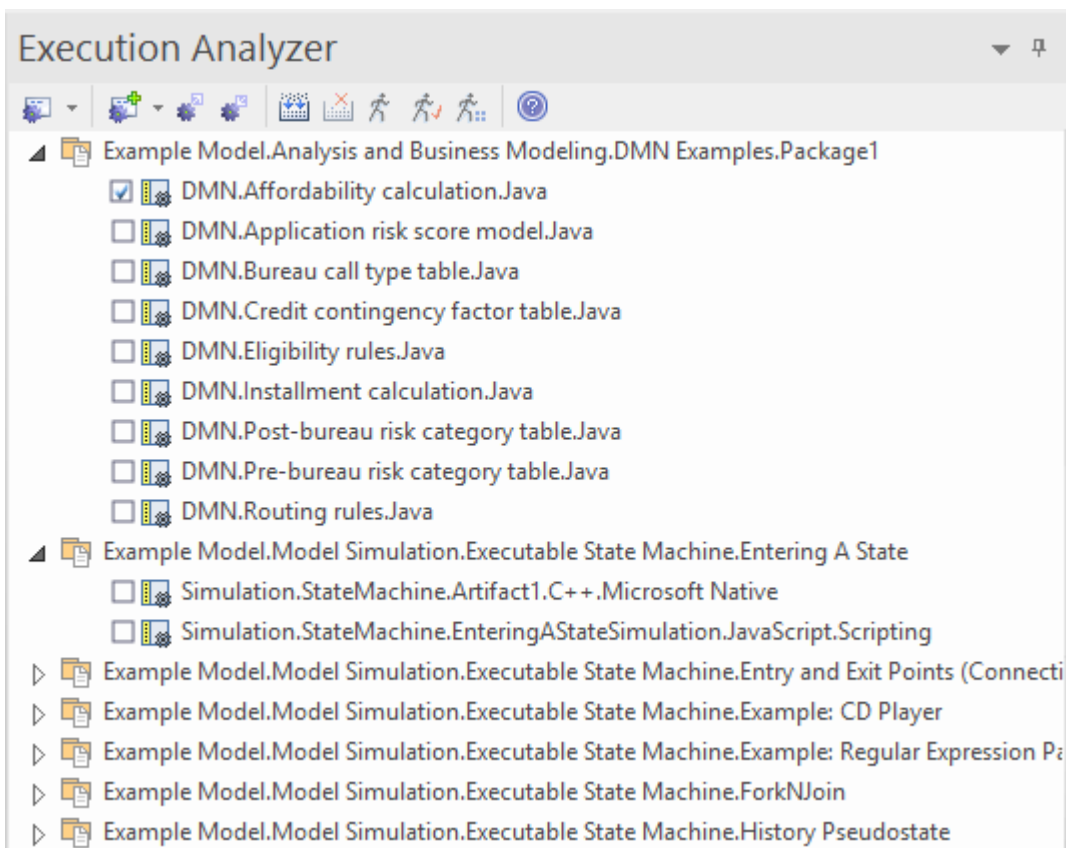 Execution Analyzer
Example Model.Analysis and Business Modeling.DMN Examples.Package1
DMN.Affordability calculation.Java
DMN.Application risk score model.Java
DMN.Bureau call type table.Java
DMN.Credit contingency factor table.Java
DMN.Eligibility rules.Java
DMN.Installment calculation.Java
DMN.Post-bureau risk category table.Java
DMN.Pre-bureau risk category table.Java
DMN.Routing rules.Java
Example Model.Model Simulation.Executable State Machine.Entering A State
Simulation.StateMachine.Artifact1.C++.Microsoft Native
Simulation.StateMachine.EnteringAStateSimulation.JavaScript.Scripting
Example Model.Model Simulation.Executable State Machine.Entry and Exit Points (Connecti
Example Model.Model Simulation.Executable State Machine.Example: CD Player
Example Model.Model Simulation.Executable State Machine.Example: Regular Expression Pa
Example Model.Model Simulation.Executable State Machine.ForkNJoin
Example Model.Model Simulation.Executable State Machine.History Pseudostate